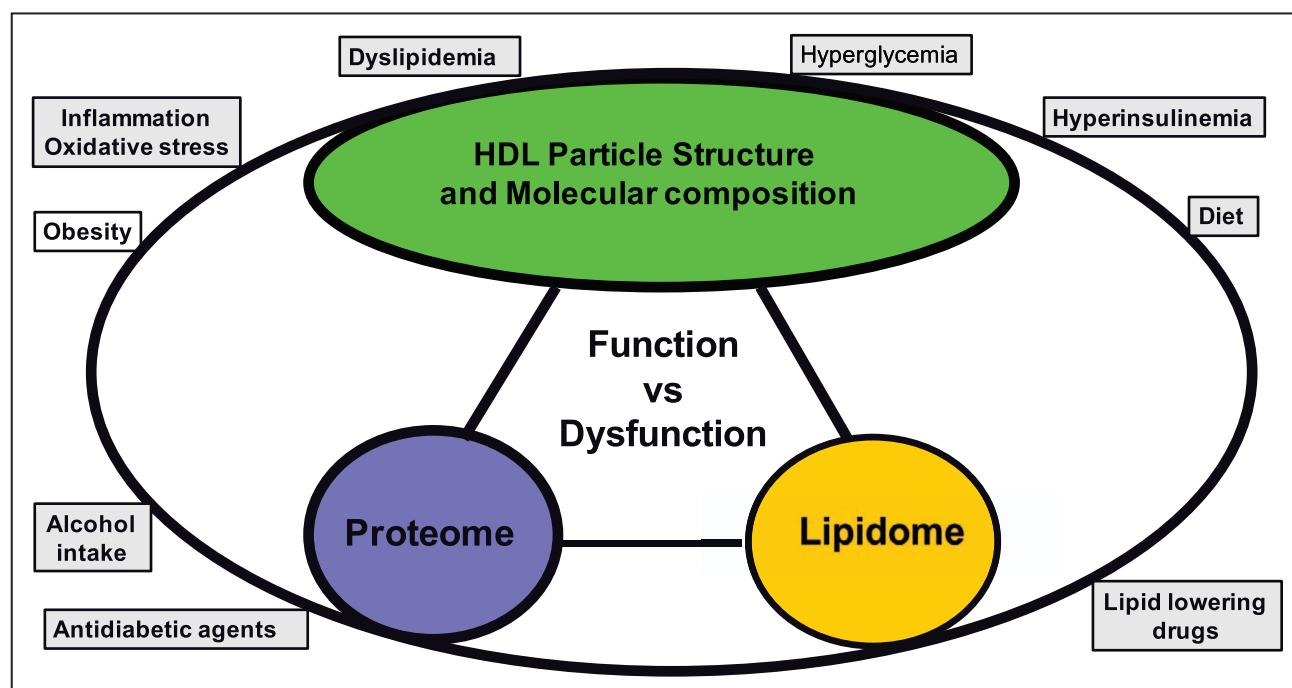 Dyslipidemia
Hyperglycemia
Inflammation
Oxidative stress
Hyperinsulinemia
HDL Particle Structure
and Molecular composition
Obesity
Diet
Function
vs
Dysfunction
Proteome
Lipidome
Alcohol
intake
Antidiabetic agents
Lipid lowering
drugs